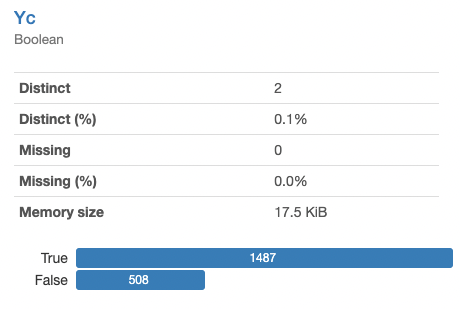 Yc
Boolean
Distinct 2
Distinct (%) 0.1%
Missing 0
Missing (%) 0.0%
Memory size 17.5 KiB
True 1487
False 508